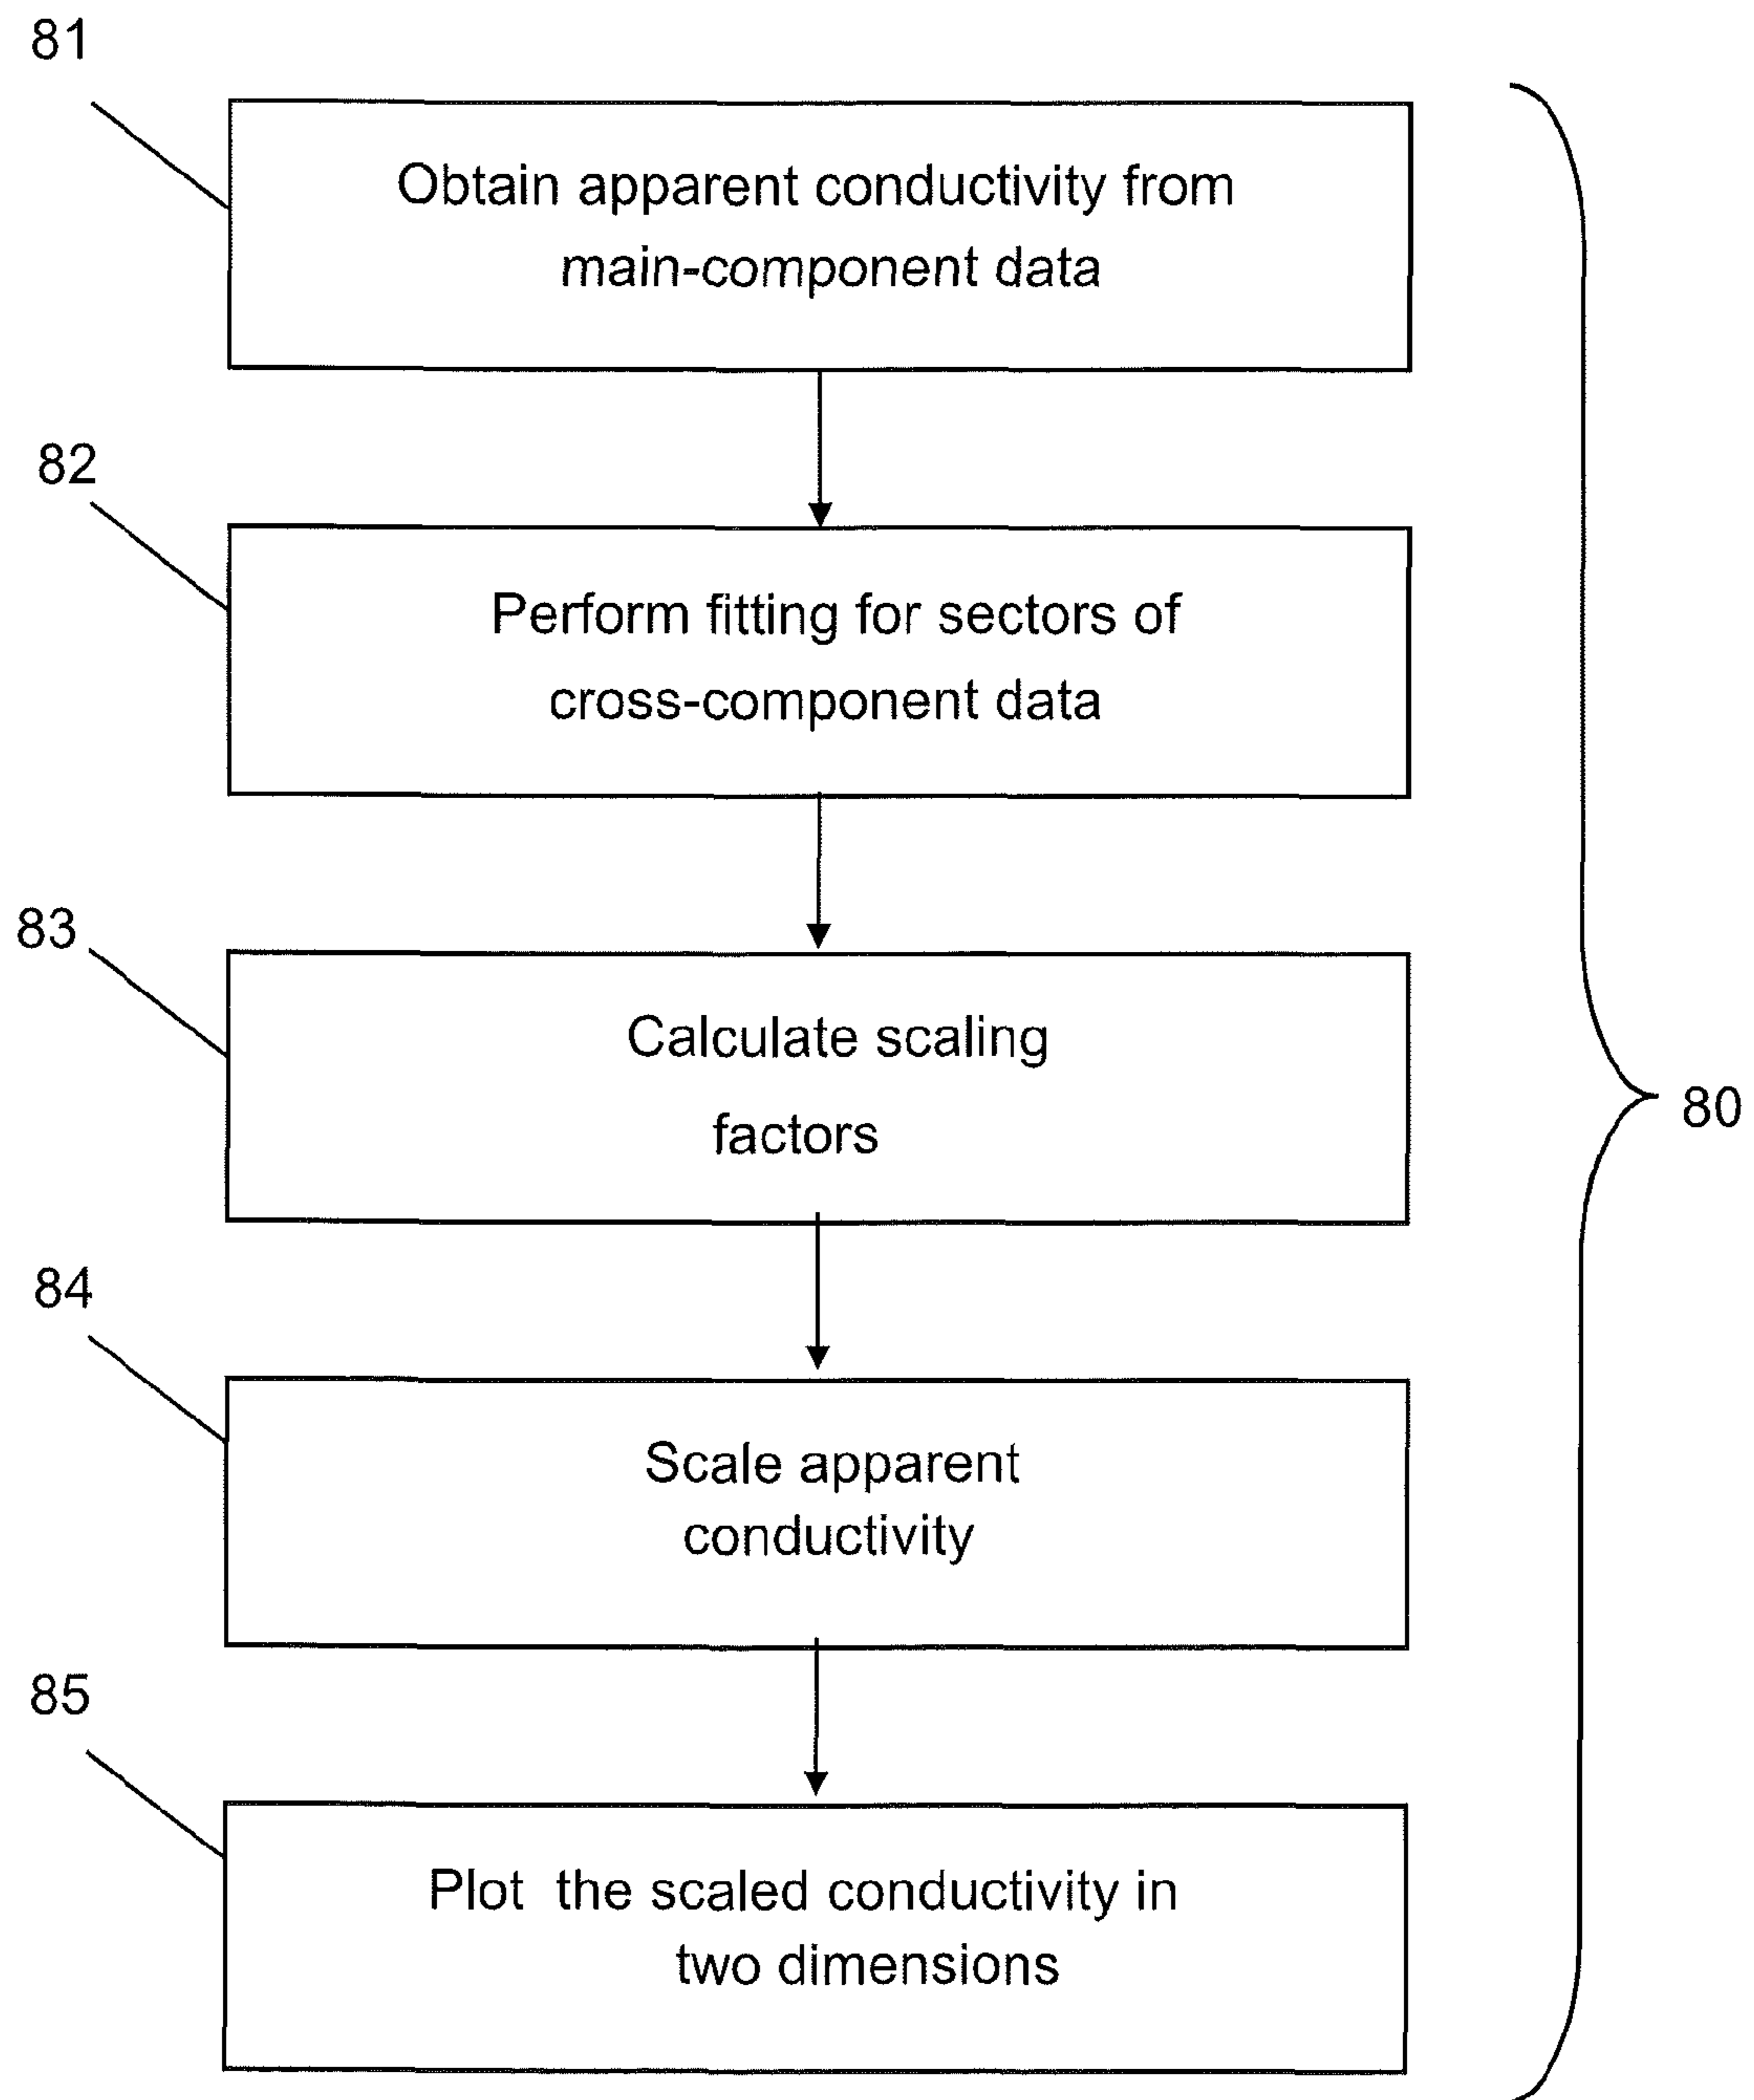 81
Obtain apparent conductivity from
main-component data
82
Perform fitting for sectors of
cross-component data
83
Calculate scaling
factors
80
84
Scale apparent
conductivity
85
Plot the scaled conductivity in
two dimensions